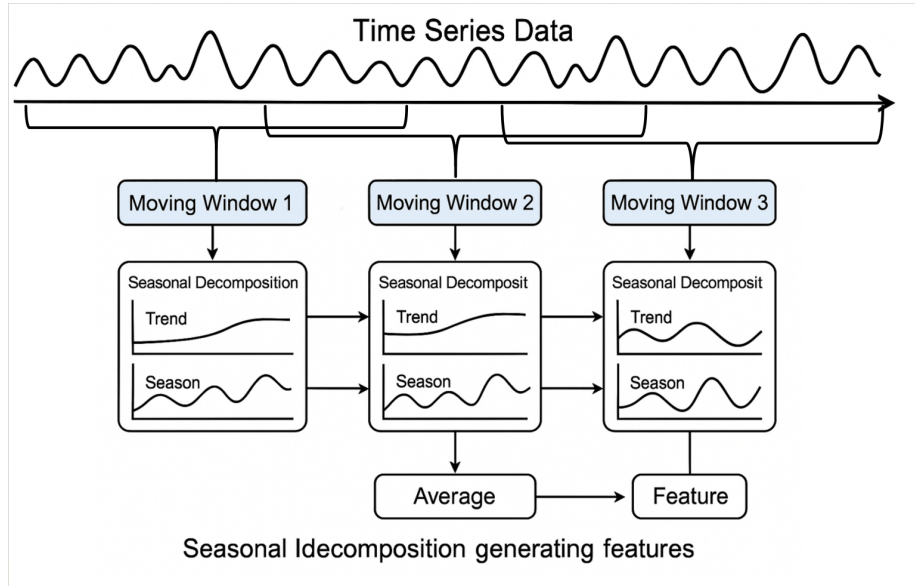 Time Series Data
Moving Window 1
Moving Window 2
Moving Window 3
Seasonal Decomposition
Trend
Season
Seasonal Decomposit
Trend
Season
Seasonal Decomposit
Trend
Season
Average
Feature
Seasonal Idecomposition generating features